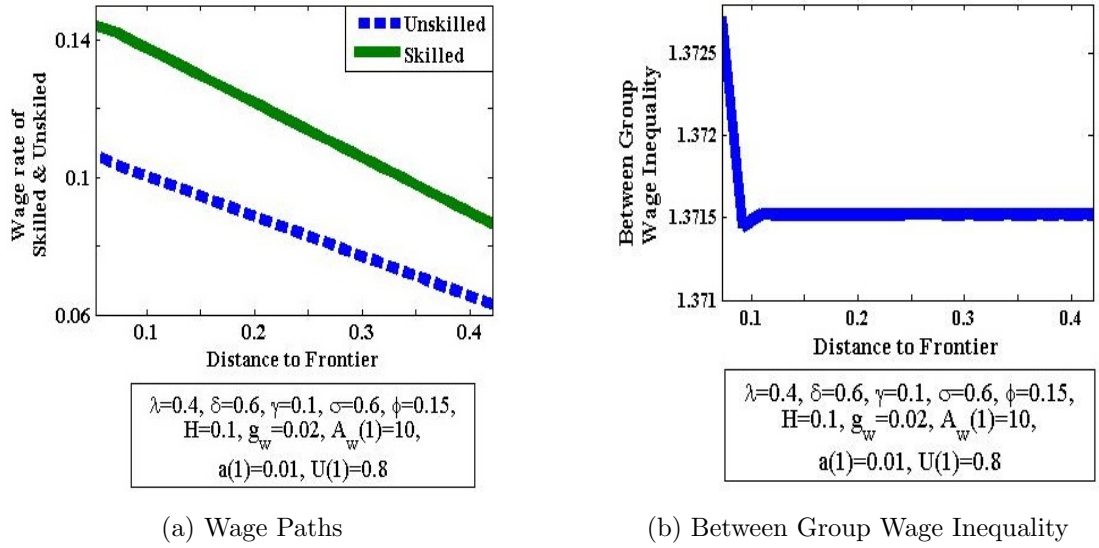 Wage rate of
Skilled & Unskiled
0.14
0.1
0.06
Unskilled
Skilled
0.1 0.2 0.3 0.4
Distance to Frontier
λ=0.4, δ=0.6, γ=0.1, σ=0.6, ϕ=0.15,
H=0.1, g_w=0.02, A_w(1)=10,
a(1)=0.01, U(1)=0.8
(a) Wage Paths
Between Group
Wage Inequality
1.3725
1.372
1.3715
1.371
0.1 0.2 0.3 0.4
Distance to Frontier
λ=0.4, δ=0.6, γ=0.1, σ=0.6, ϕ=0.15,
H=0.1, g_w=0.02, A_w(1)=10,
a(1)=0.01, U(1)=0.8
(b) Between Group Wage Inequality